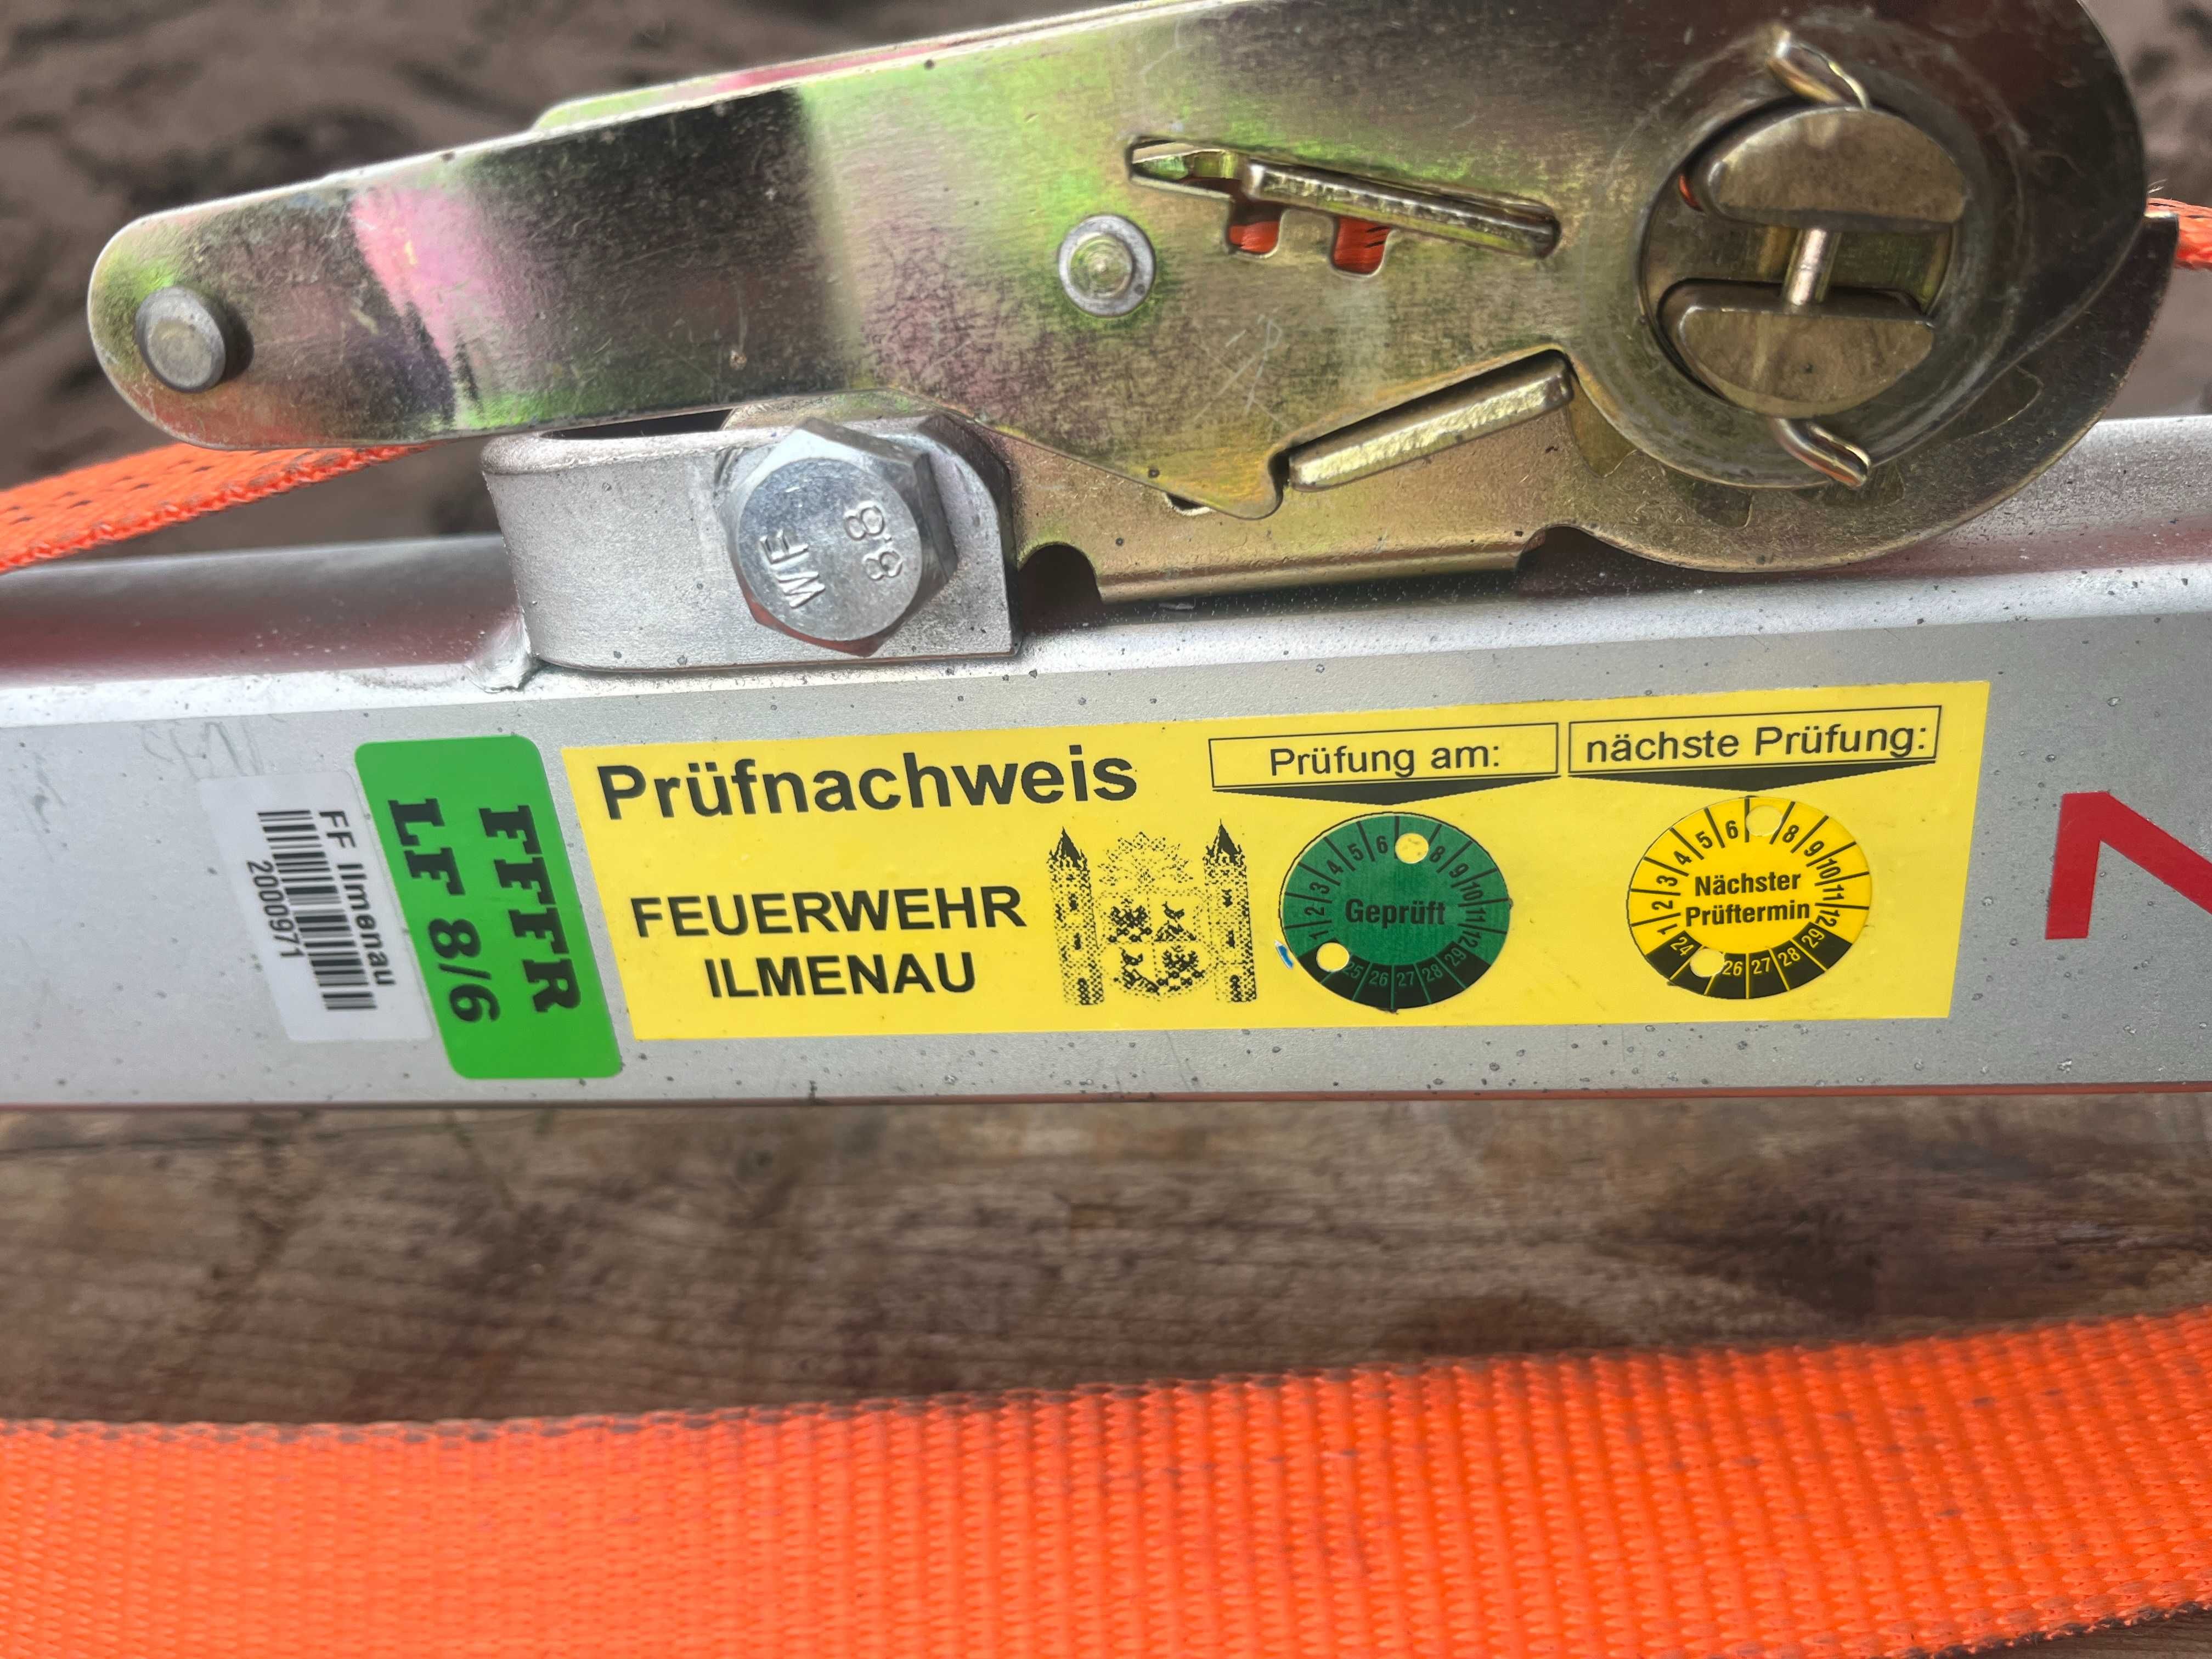 WF
8.8
FF Ilmenau
2000971
FFFR
LF 8/6
Prüfnachweis
FEUERWEHR
ILMENAU
Prüfung am:
nächste Prüfung:
1 2 3 4 5 6 8 9 10 11 12
Geprüft
25 26 27 28 29
1 2 3 4 5 6 8 9 10 11 12
Nächster
Prüftermin
24 26 27 28 29